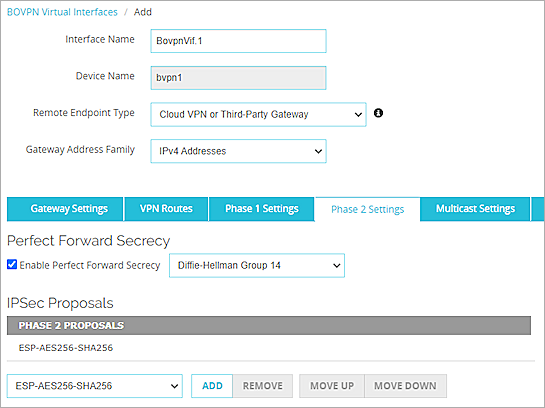 BOVPN Virtual Interfaces / Add
Interface Name BovpnVif.1
Device Name bvpn1
Remote Endpoint Type Cloud VPN or Third-Party Gateway
Gateway Address Family IPv4 Addresses
Gateway Settings VPN Routes Phase 1 Settings Phase 2 Settings Multicast Settings
Perfect Forward Secrecy
Enable Perfect Forward Secrecy Diffie-Hellman Group 14
IPSec Proposals
PHASE 2 PROPOSALS
ESP-AES256-SHA256
ESP-AES256-SHA256 ADD REMOVE MOVE UP MOVE DOWN